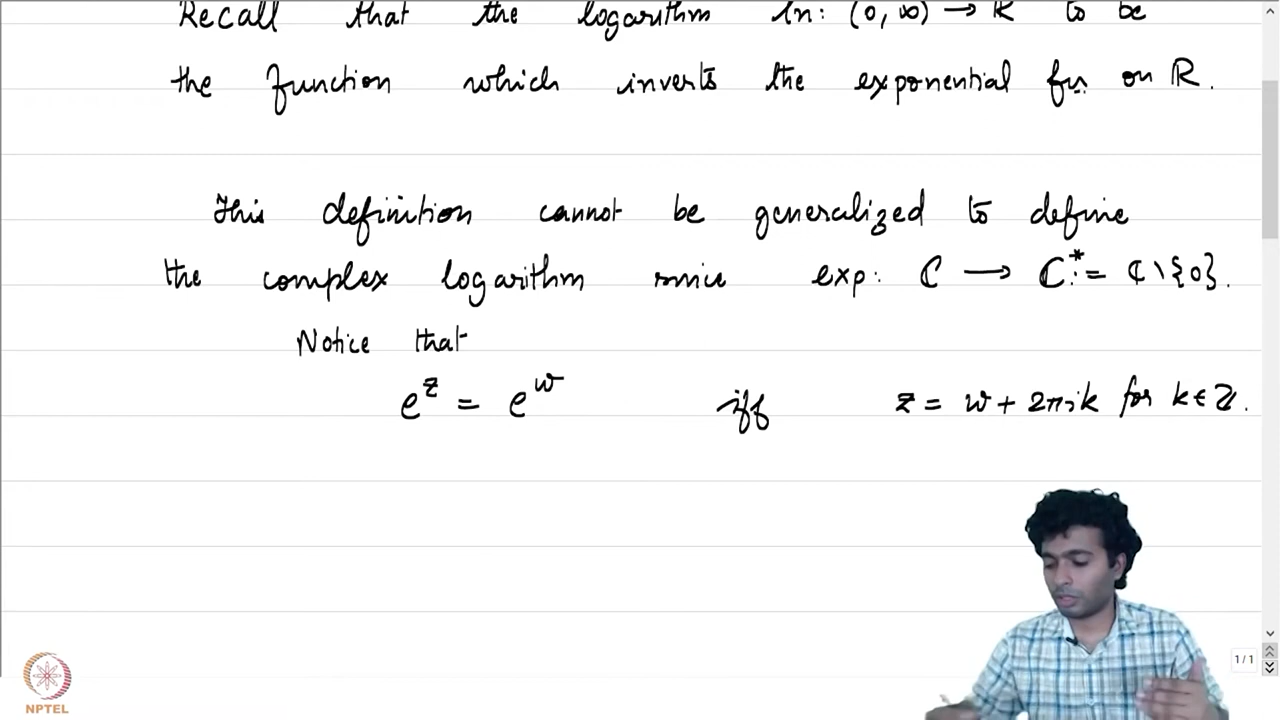 Recall that the logarithm ln: (0, ∞) → ℝ to be
the function which inverts the exponential fn. on ℝ.
This definition cannot be generalized to define
the complex logarithm since exp: ℂ → ℂ* := ℂ \ {0}.
Notice that
e^z = e^w iff z = w + 2πik for k ∈ ℤ.
1 / 1
NPTEL